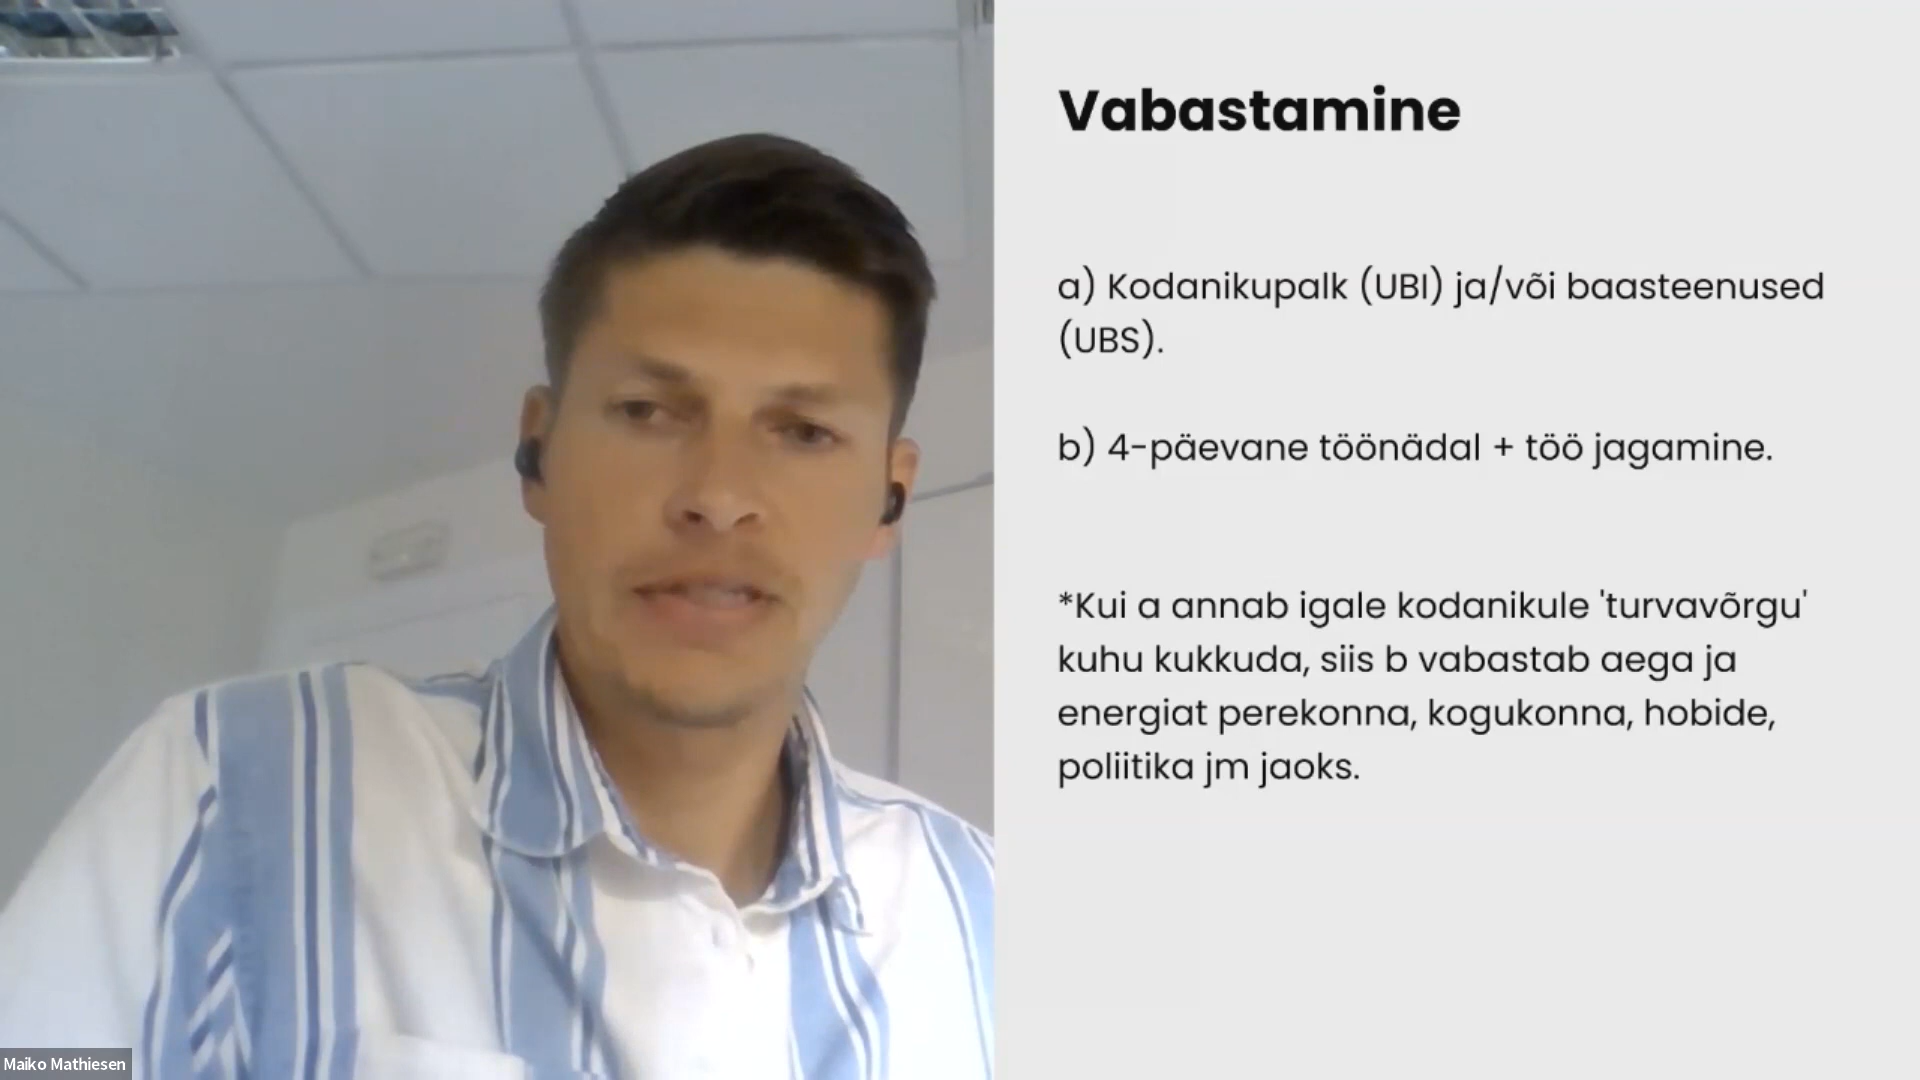 Vabastamine
a) Kodanikupalk (UBI) ja/või baasteenused
(UBS).
b) 4-päevane töönädal + töö jagamine.
*Kui a annab igale kodanikule 'turvavõrgu'
kuhu kukkuda, siis b vabastab aega ja
energiat perekonna, kogukonna, hobide,
poliitika jm jaoks.
Maiko Mathiesen